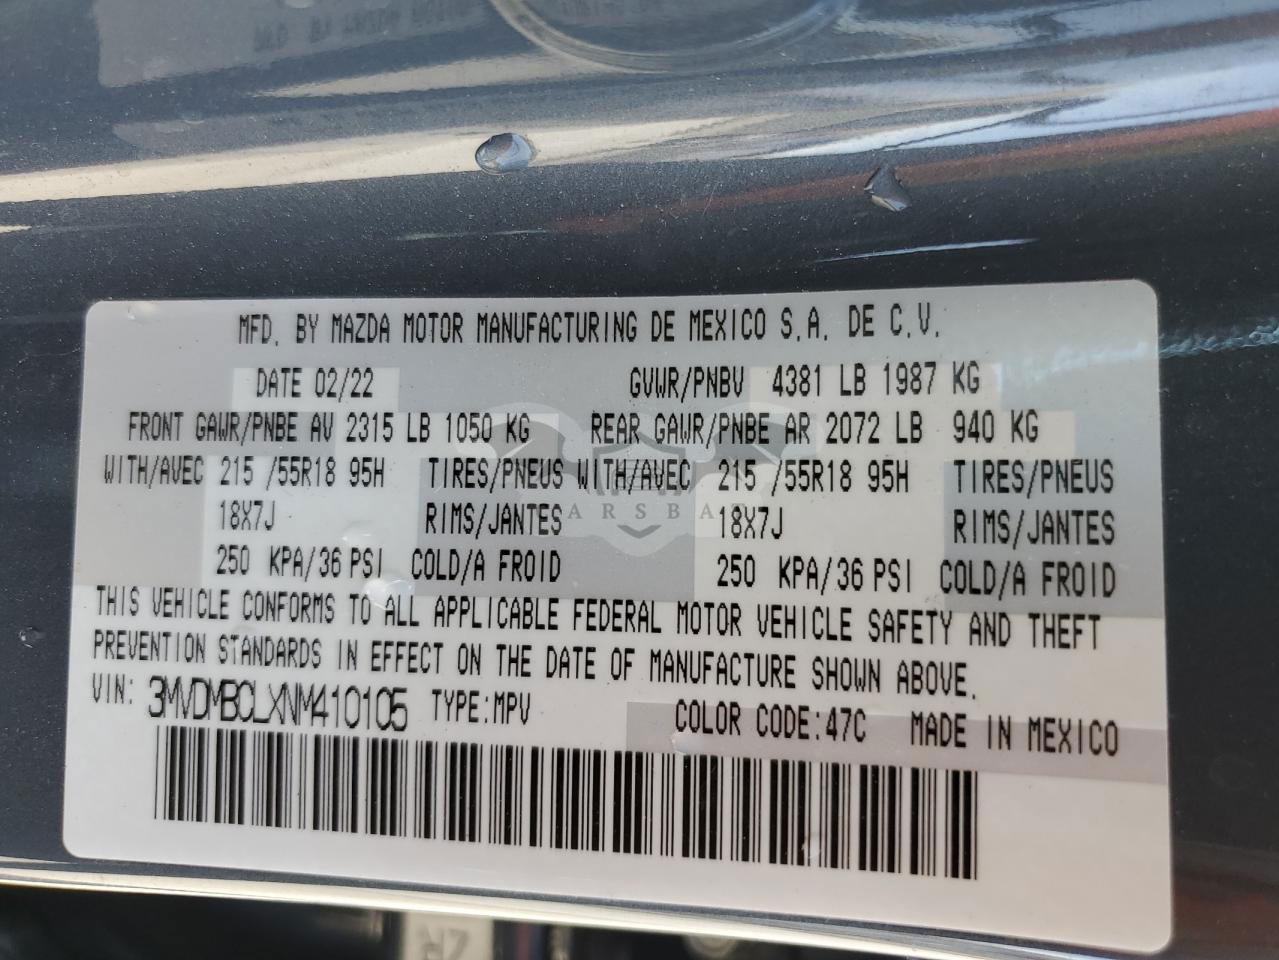 MFD. BY MAZDA MOTOR MANUFACTURING DE MEXICO S.A. DE C.V.
DATE 02/22 GVWR/PNBV 4381 LB 1987 KG
FRONT GAWR/PNBE AV 2315 LB 1050 KG REAR GAWR/PNBE AR 2072 LB 940 KG
WITH/AVEC 215 /55R18 95H TIRES/PNEUS WITH/AVEC 215 /55R18 95H TIRES/PNEUS
18X7J RIMS/JANTES 18X7J RIMS/JANTES
ARSBA
250 KPA/36 PSI COLD/A FROID 250 KPA/36 PSI COLD/A FROID
THIS VEHICLE CONFORMS TO ALL APPLICABLE FEDERAL MOTOR VEHICLE SAFETY AND THEFT
PREVENTION STANDARDS IN EFFECT ON THE DATE OF MANUFACTURE SHOWN ABOVE.
VIN: 3MVDMBCLXNM410105 TYPE:MPV COLOR CODE:47C MADE IN MEXICO